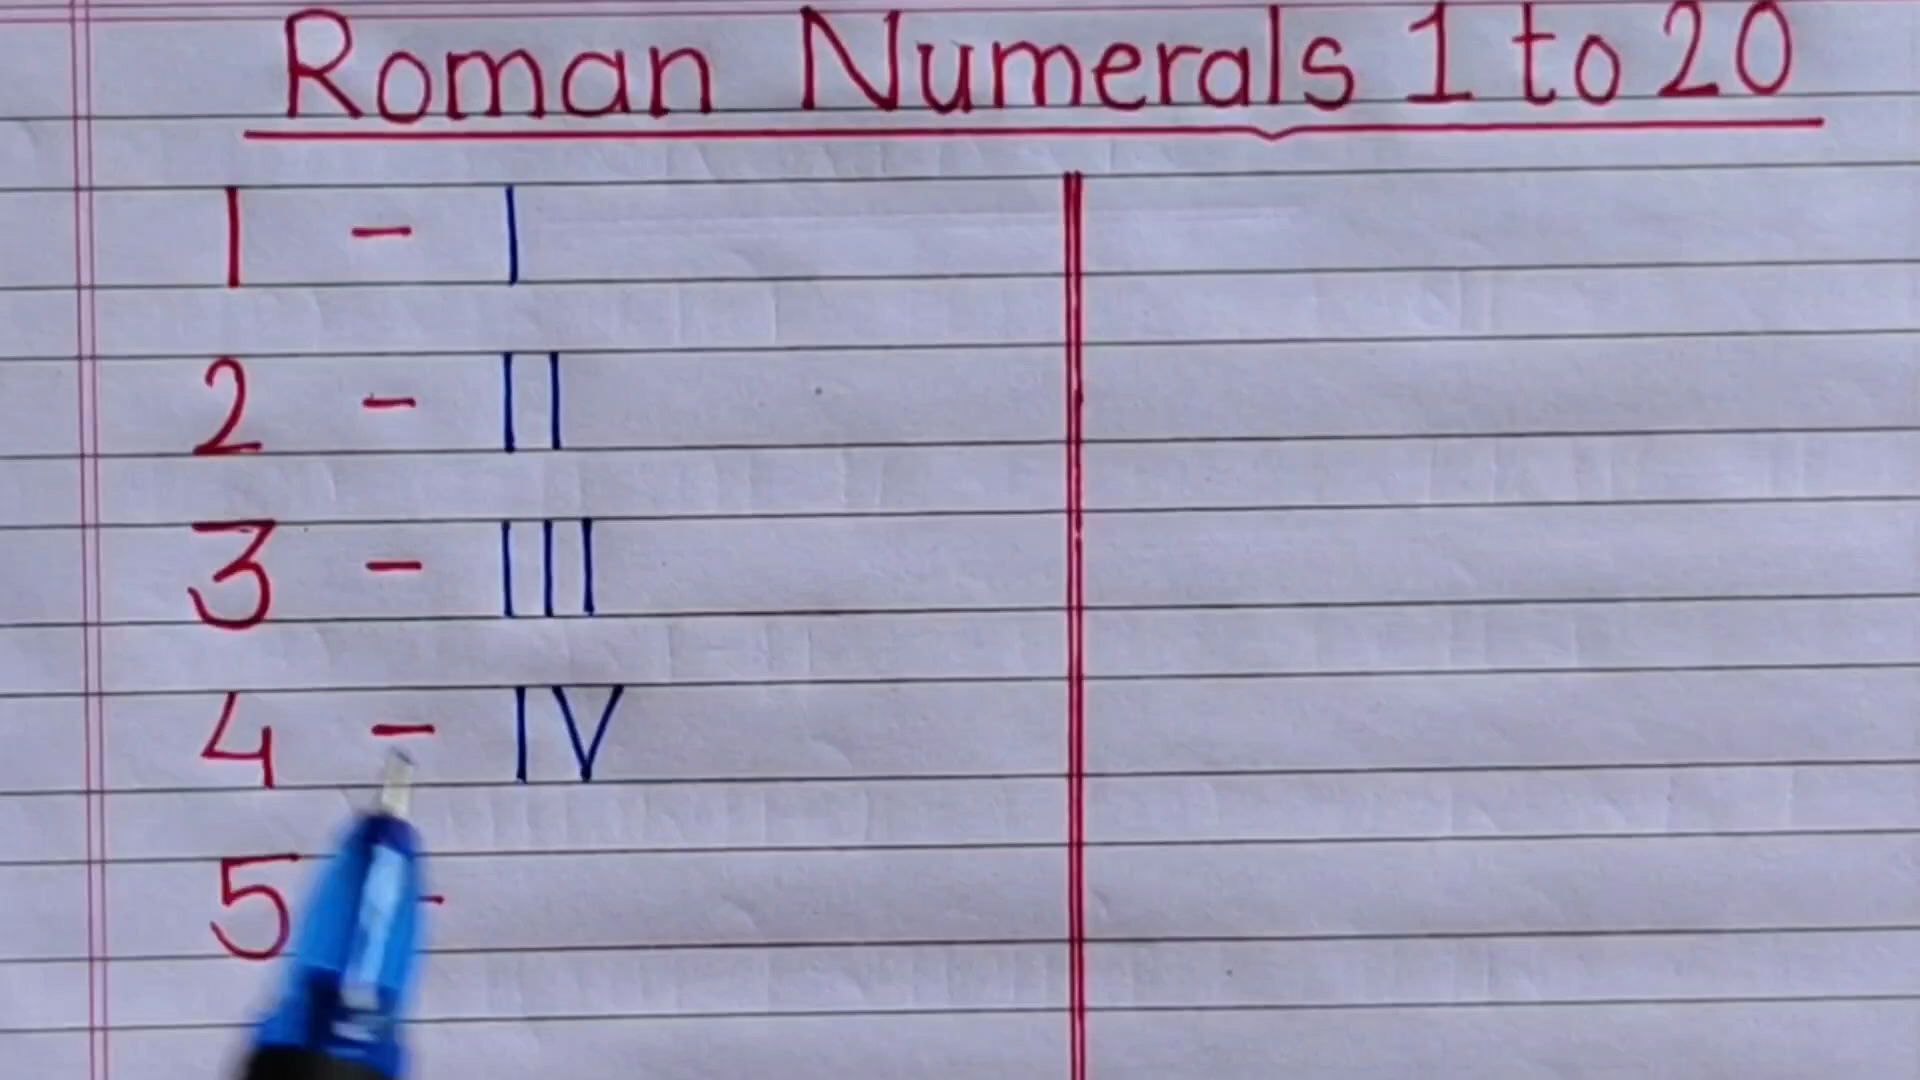 Roman Numerals 1 to 20
1 - I
2 - II
3 - III
4 - IV
5 -